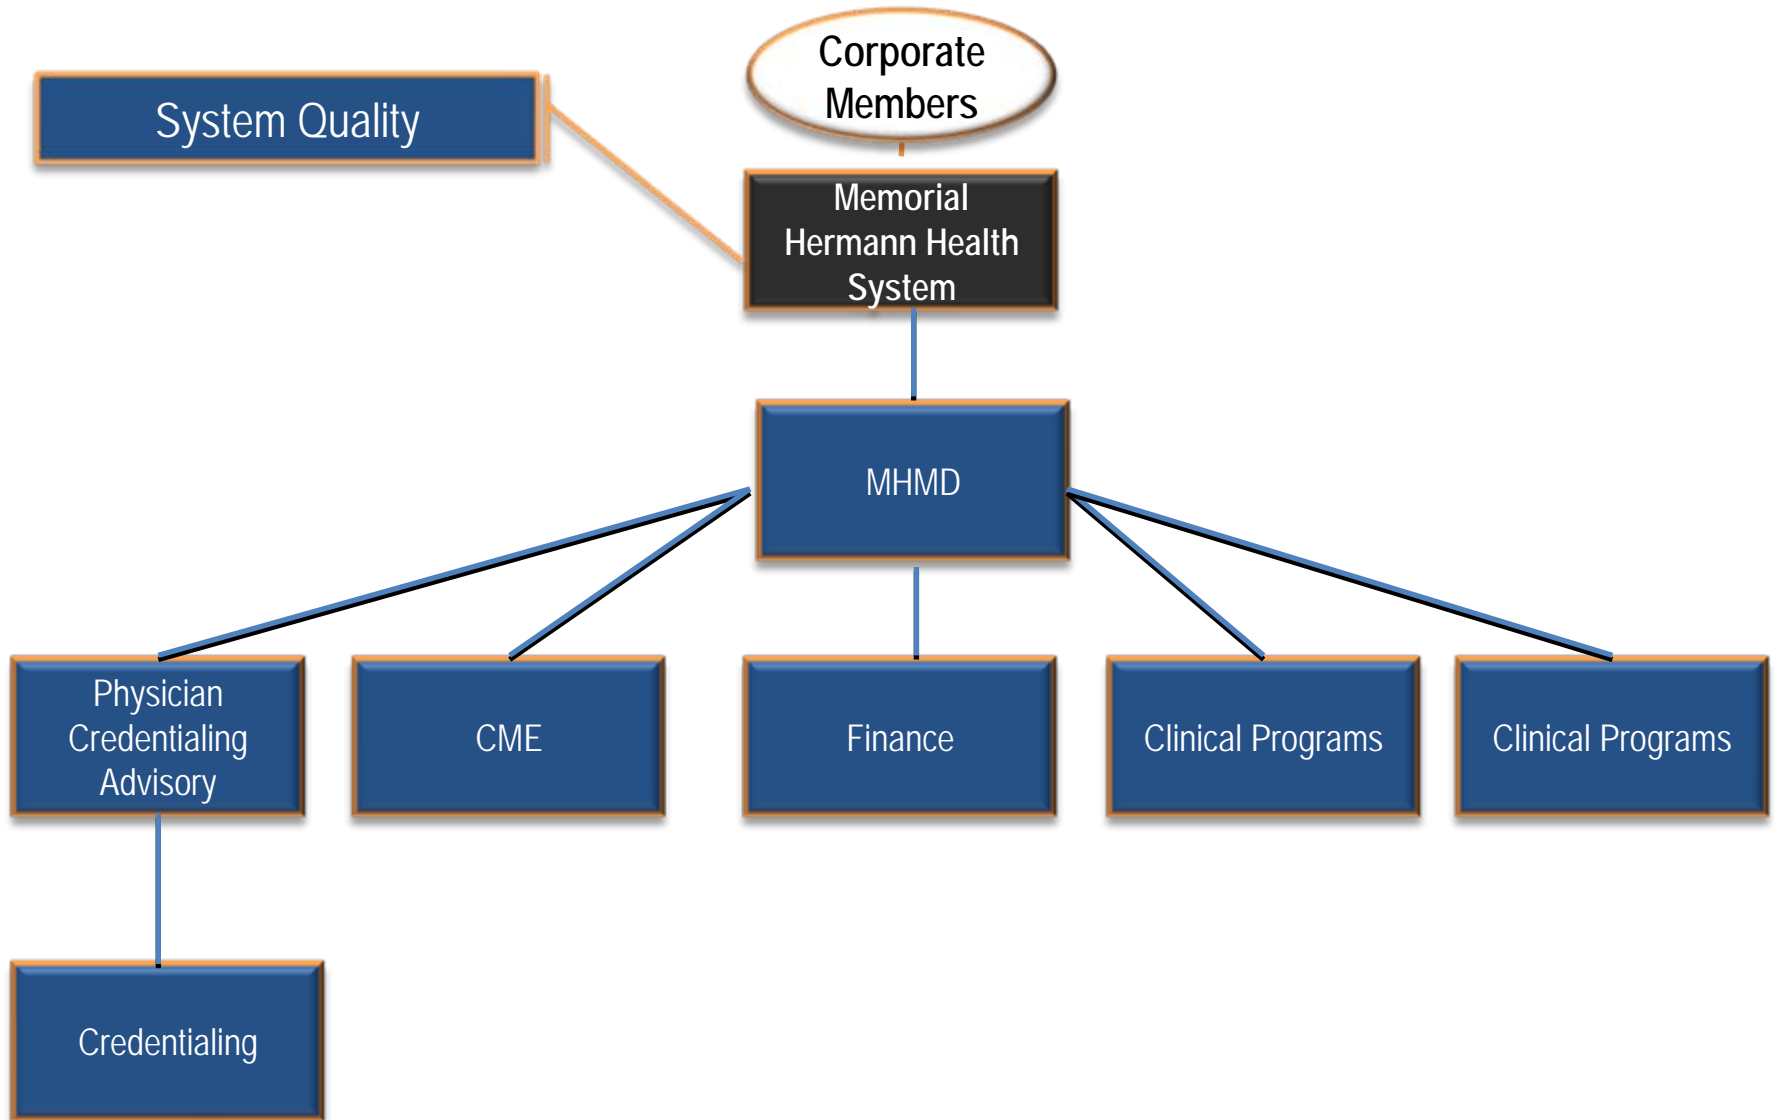 Corporate
Members
System Quality
Memorial
Hermann Health
System
MHMD
Physician
Credentialing
Advisory
CME
Finance
Clinical Programs
Clinical Programs
Credentialing